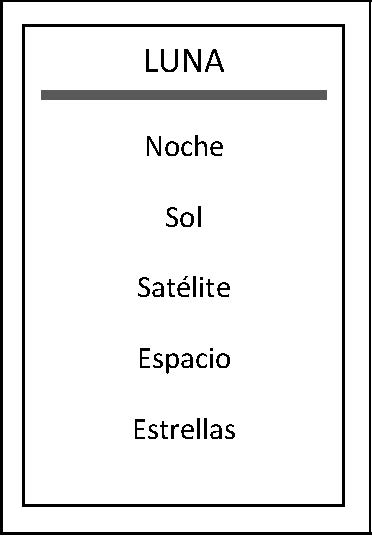 LUNA
Noche
Sol
Satélite
Espacio
Estrellas